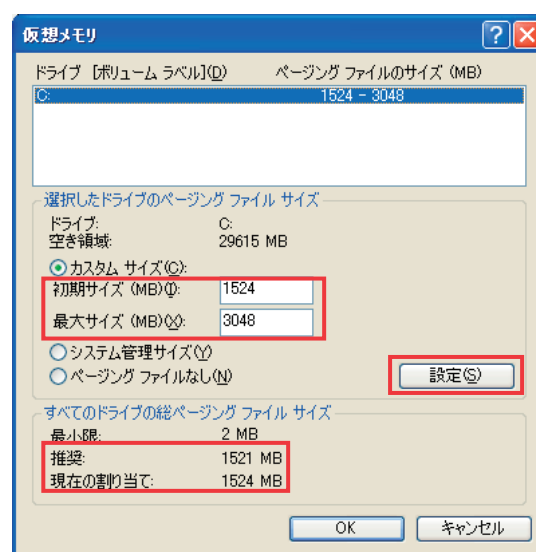 仮想メモリ
ドライブ [ボリューム ラベル](D) ページング ファイルのサイズ (MB)
C: 1524 - 3048
選択したドライブのページング ファイル サイズ
ドライブ: C:
空き領域: 29615 MB
カスタム サイズ(C):
初期サイズ (MB)(I): 1524
最大サイズ (MB)(X): 3048
システム管理サイズ(Y)
ページング ファイルなし(N) 設定(S)
すべてのドライブの総ページング ファイル サイズ
最小限: 2 MB
推奨: 1521 MB
現在の割り当て: 1524 MB
OK キャンセル